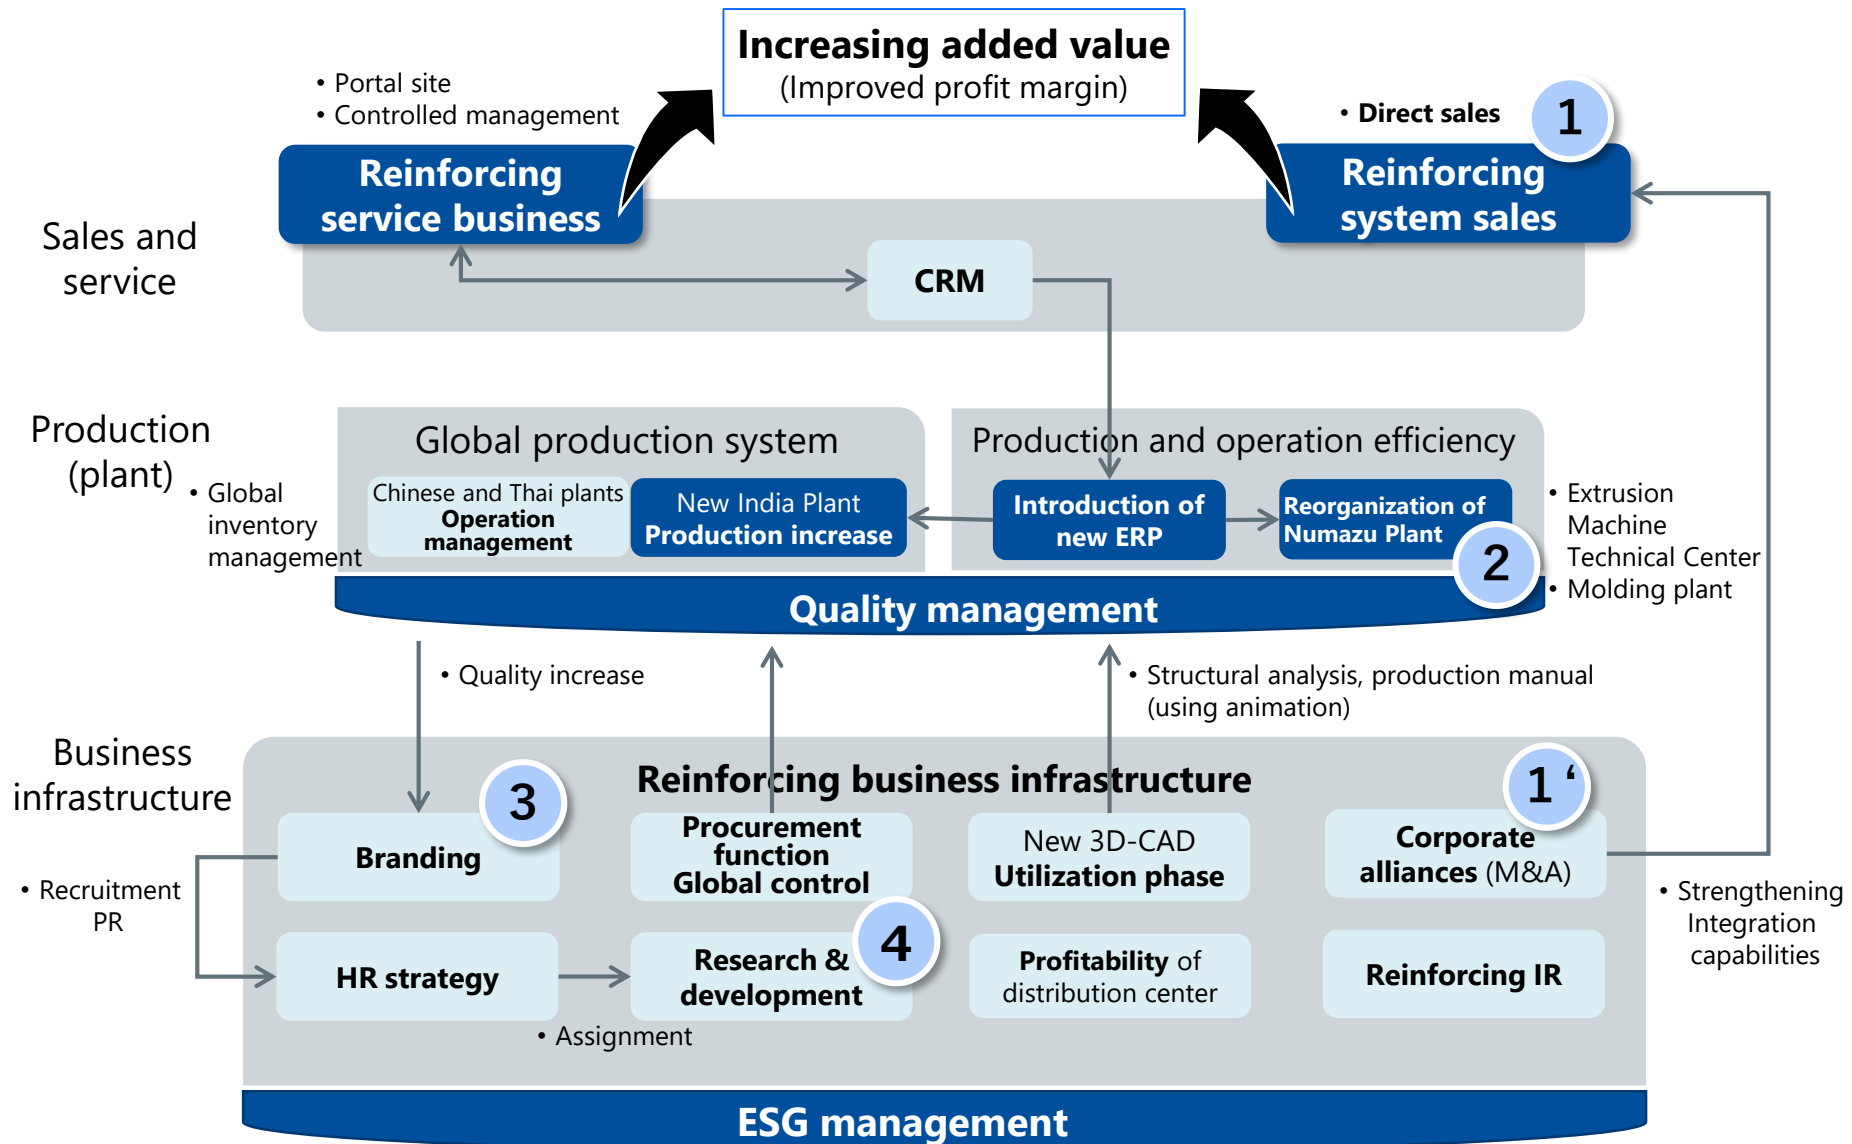 Increasing added value
(Improved profit margin)
• Portal site
• Controlled management
• Direct sales
1
Reinforcing
service business
Reinforcing
system sales
Sales and
service
CRM
Production
(plant)
• Global
inventory
management
Global production system
Chinese and Thai plants
Operation
management
New India Plant
Production increase
Production and operation efficiency
Introduction of
new ERP
Reorganization of
Numazu Plant
2
• Extrusion
Machine
Technical Center
• Molding plant
Quality management
• Quality increase
• Structural analysis, production manual
(using animation)
Business
infrastructure
Reinforcing business infrastructure
3
Branding
Procurement
function
Global control
New 3D-CAD
Utilization phase
1‘
Corporate
alliances (M&A)
• Recruitment
PR
• Strengthening
Integration
capabilities
HR strategy
4
Research &
development
Profitability of
distribution center
Reinforcing IR
• Assignment
ESG management